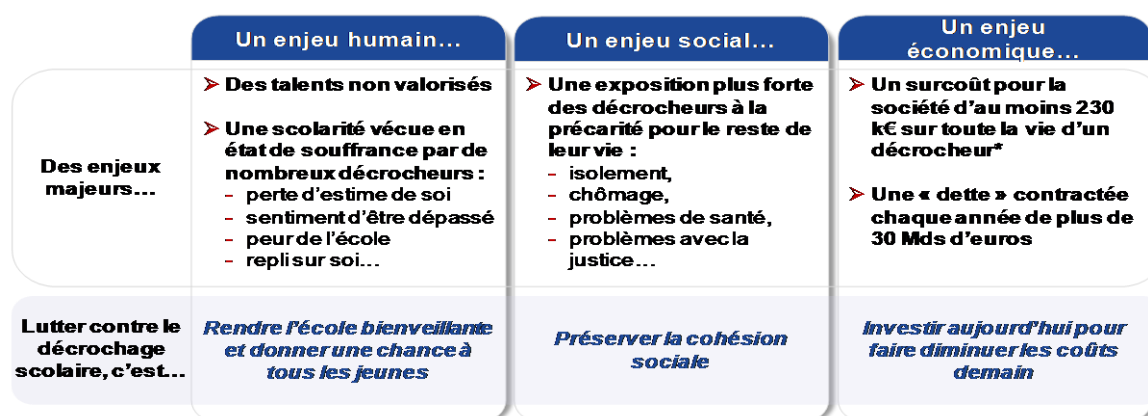 Un enjeu humain...
Un enjeu social...
Un enjeu
économique...
Des enjeux
majeurs...
➤ Des talents non valorisés
➤ Une scolarité vécue en
état de souffrance par de
nombreux décrocheurs :
- perte d'estime de soi
- sentiment d'être dépassé
- peur de l'école
- repli sur soi...
➤ Une exposition plus forte
des décrocheurs à la
précarité pour le reste de
leur vie :
- isolement,
- chômage,
- problèmes de santé,
- problèmes avec la
justice...
➤ Un surcoût pour la
société d'au moins 230
k€ sur toute la vie d'un
décrocheur*
➤ Une « dette » contractée
chaque année de plus de
30 Mds d'euros
Lutter contre le
décrochage
scolaire, c'est...
Rendre l'école bienveillante
et donner une chance à
tous les jeunes
Préserver la cohésion
sociale
Investir aujourd'hui pour
faire diminuer les coûts
demain